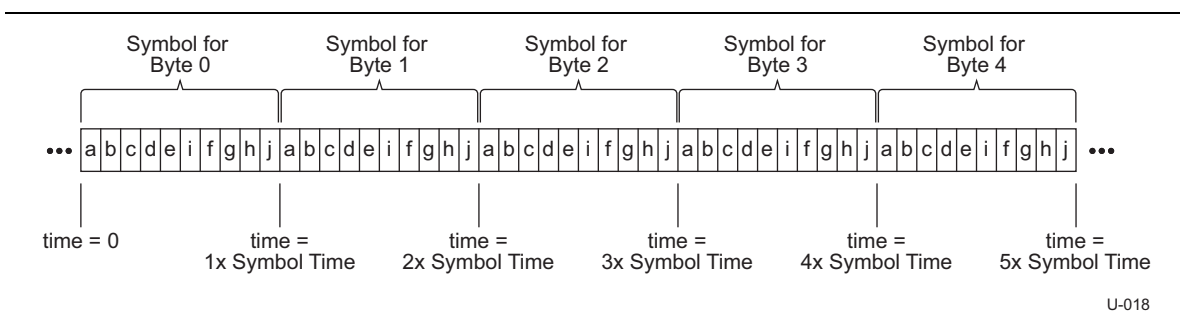 Symbol for Byte 0
Symbol for Byte 1
Symbol for Byte 2
Symbol for Byte 3
Symbol for Byte 4
••• a b c d e i f g h j a b c d e i f g h j a b c d e i f g h j a b c d e i f g h j a b c d e i f g h j •••
time = 0
time = 1x Symbol Time
time = 2x Symbol Time
time = 3x Symbol Time
time = 4x Symbol Time
time = 5x Symbol Time
U-018